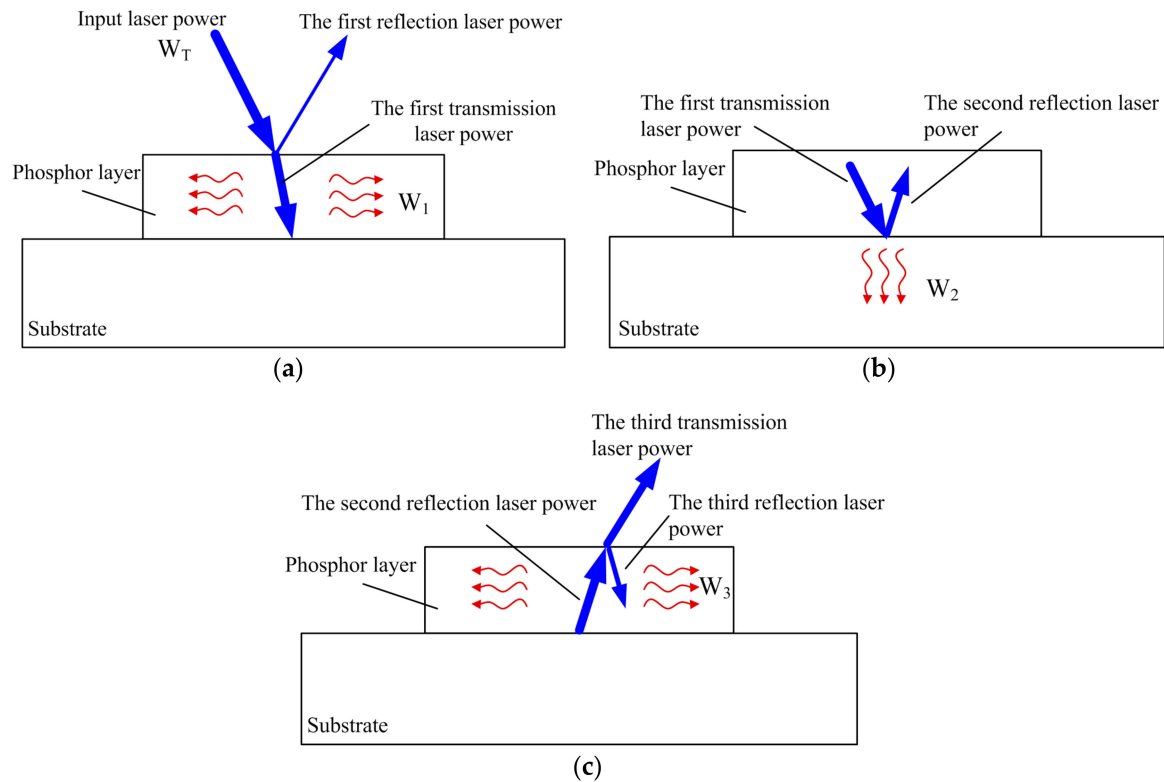 Input laser power
W_T
The first reflection laser power
The first transmission
laser power
Phosphor layer
W_1
Substrate
(a)
The first transmission
laser power
The second reflection laser
power
Phosphor layer
W_2
Substrate
(b)
The third transmission
laser power
The second reflection laser power
The third reflection laser
power
Phosphor layer
W_3
Substrate
(c)